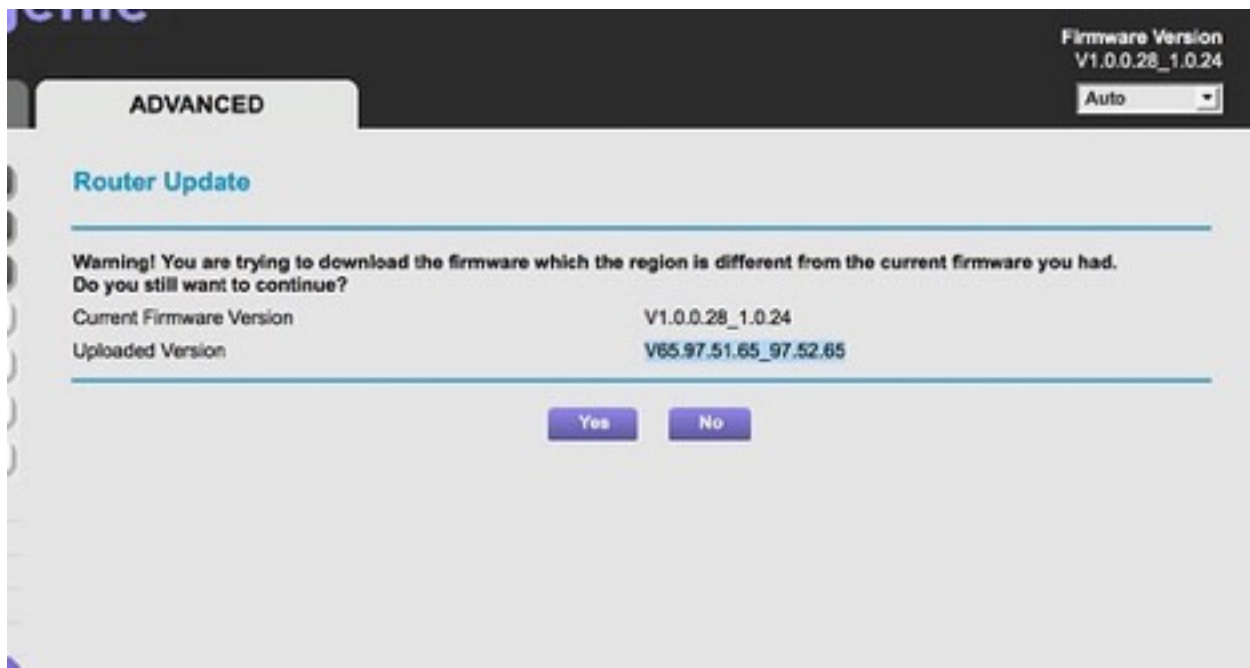 genie
Firmware Version
V1.0.0.28_1.0.24
Auto
ADVANCED
Router Update
Warning! You are trying to download the firmware which the region is different from the current firmware you had.
Do you still want to continue?
Current Firmware Version V1.0.0.28_1.0.24
Uploaded Version V65.97.51.65_97.52.65
Yes No